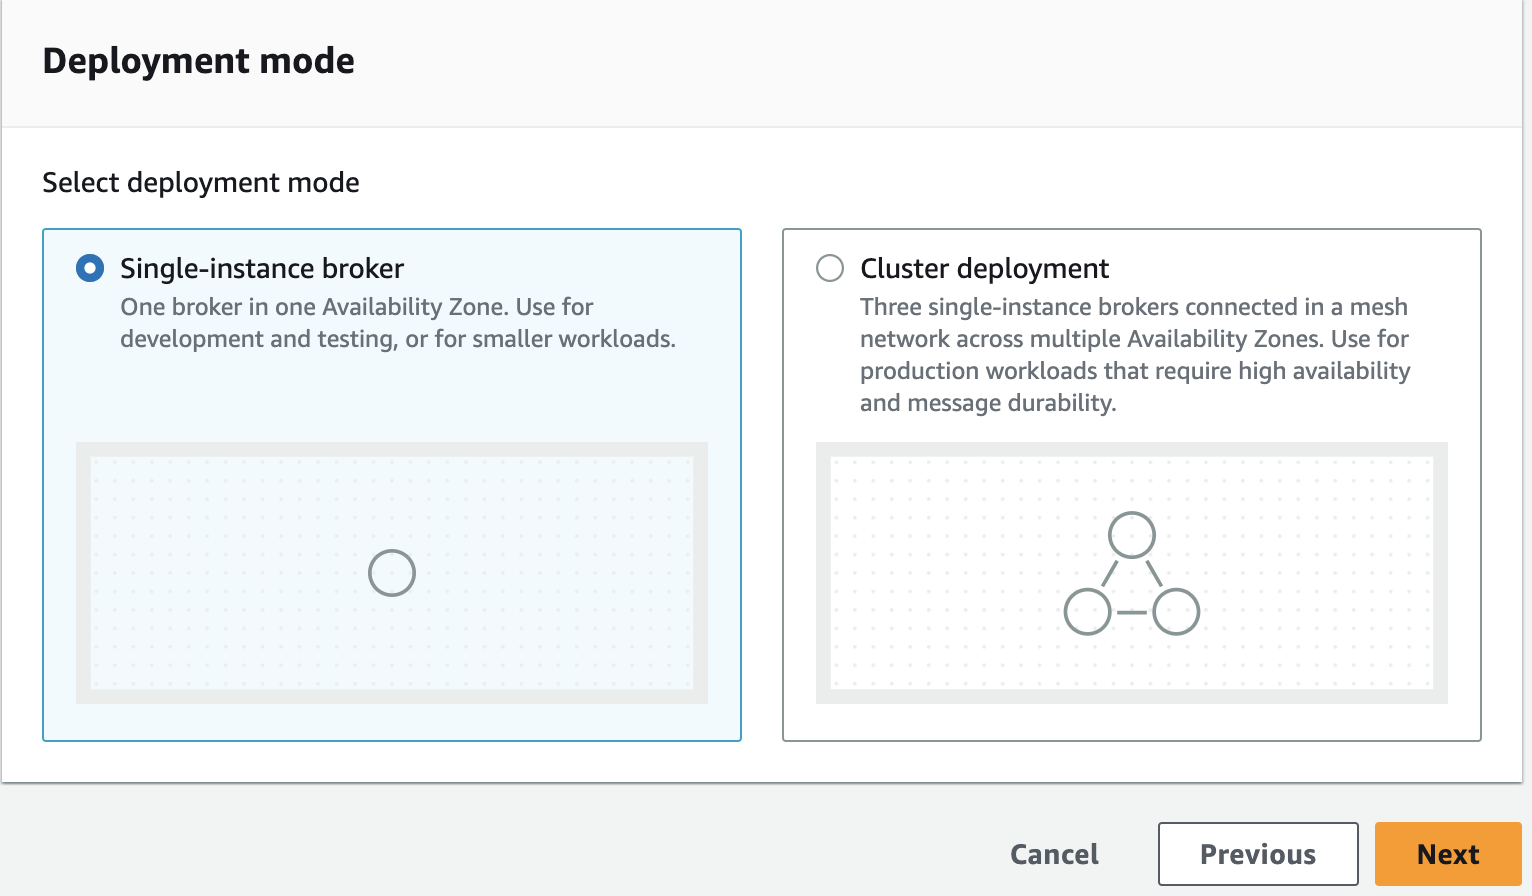 Deployment mode
Select deployment mode
Single-instance broker
One broker in one Availability Zone. Use for
development and testing, or for smaller workloads.
Cluster deployment
Three single-instance brokers connected in a mesh
network across multiple Availability Zones. Use for
production workloads that require high availability
and message durability.
Cancel
Previous
Next